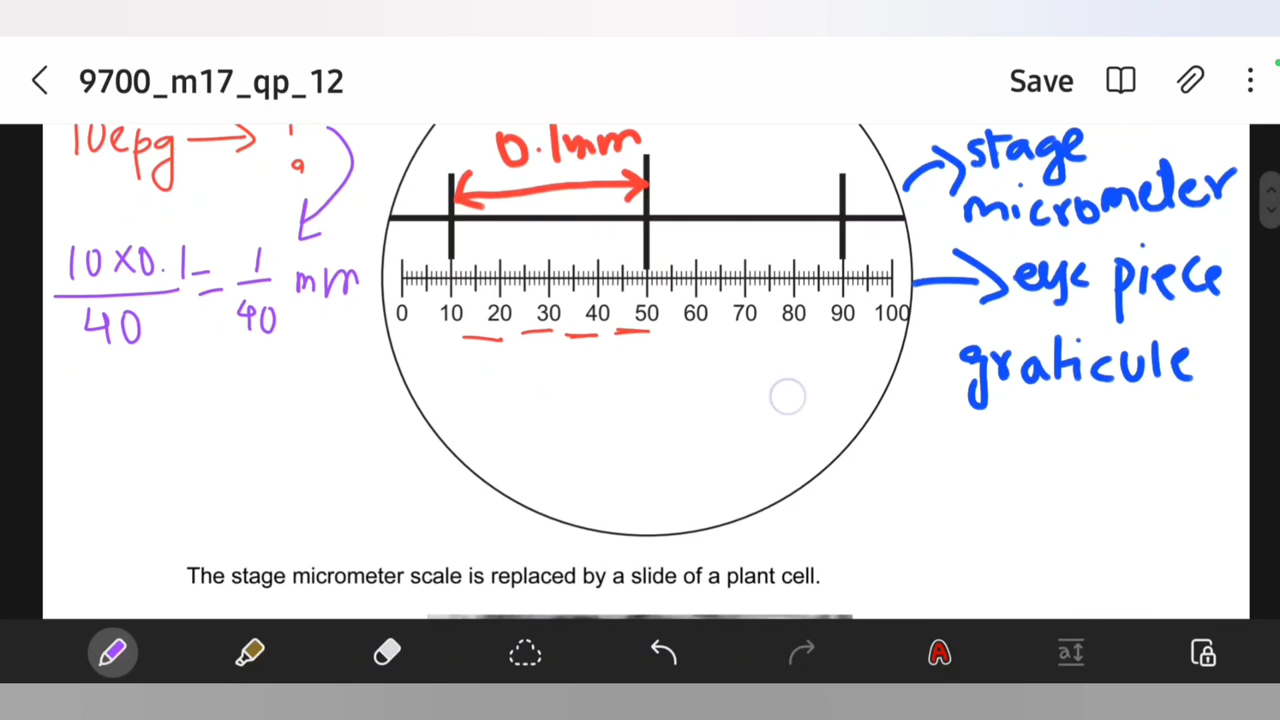 9700_m17_qp_12
Save
10epg →
0.1mm
stage
micrometer
10 × 0.1 = 1 mm
40 40
eye piece
graticule
0 10 20 30 40 50 60 70 80 90 100
The stage micrometer scale is replaced by a slide of a plant cell.
A
a